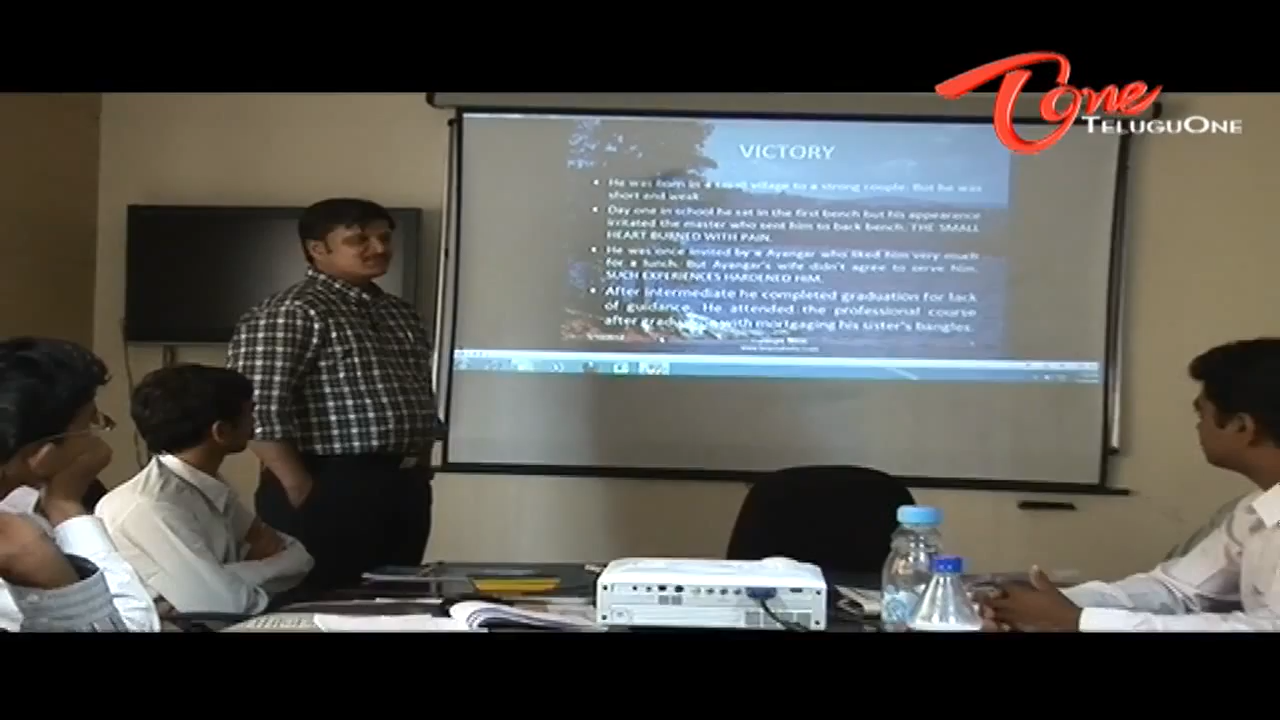 One
TELUGUONE
VICTORY
• He was born in a small village to a strong couple. But he was
short and weak
• Day one in school he sat in the first bench but his appearance
irritated the master who sent him to back bench. THE SMALL
HEART BURNED WITH PAIN.
• He was once invited by a Ayangar who liked him very much
for a lunch. But Ayangar's wife didn't agree to serve him.
SUCH EXPERIENCES HARDENED HIM.
• After intermediate he completed graduation for lack
of guidance. He attended the professional course
after graduation with mortgaging his sister's bangles.